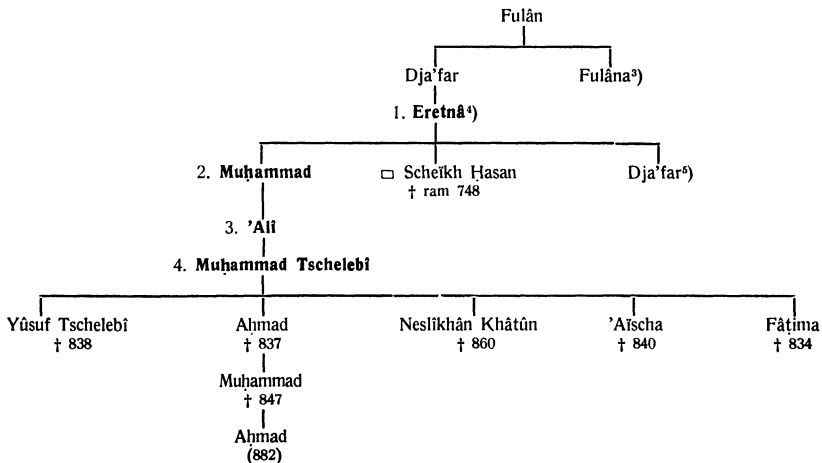 Fulân
Dja’far Fulâna³)
1. Eretnâ⁴)
2. Muḥammad ▭ Scheïkh Ḥasan Dja’far⁵)
† ram 748
3. ’Alî
4. Muḥammad Tschelebî
Yûsuf Tschelebî Aḥmad Neslîkhân Khâtûn ’Aïscha Fâṭima
† 838 † 837 † 860 † 840 † 834
Muḥammad
† 847
Aḥmad
(882)